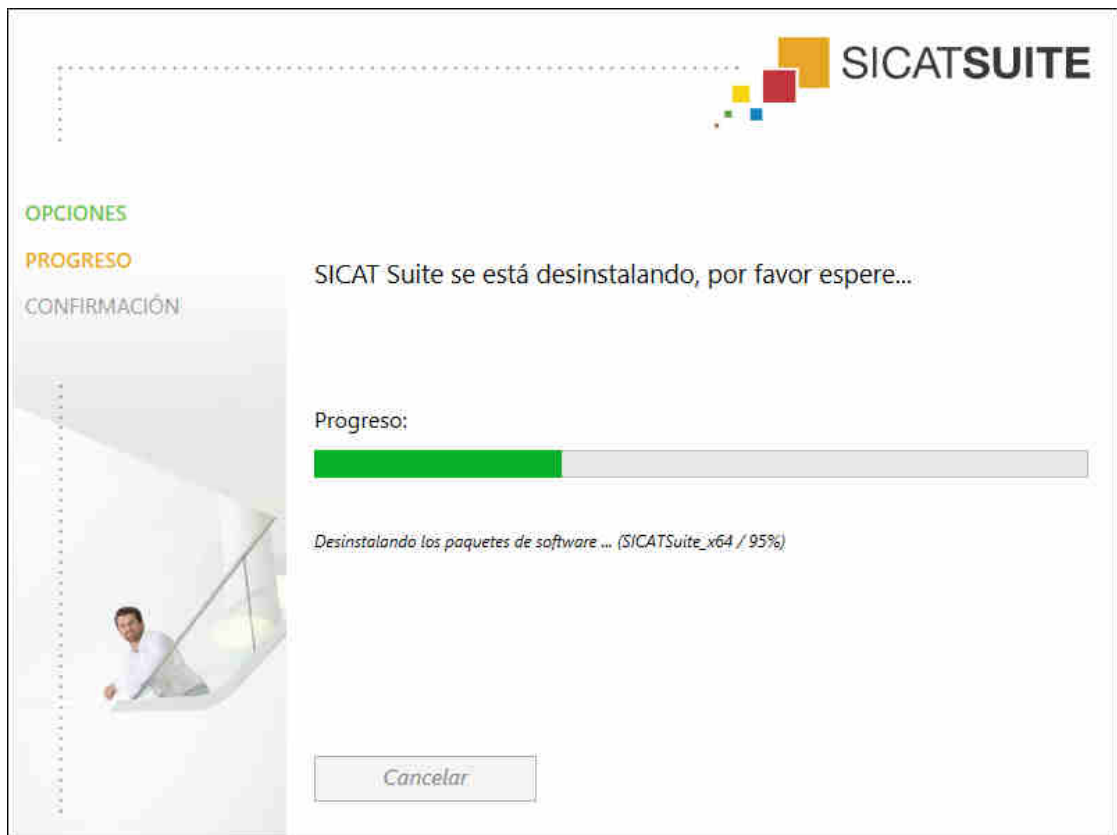 SICATSUITE
OPCIONES
PROGRESO
CONFIRMACIÓN
SICAT Suite se está desinstalando, por favor espere...
Progreso:
Desinstalando los paquetes de software ... (SICATSuite_x64 / 95%)
Cancelar